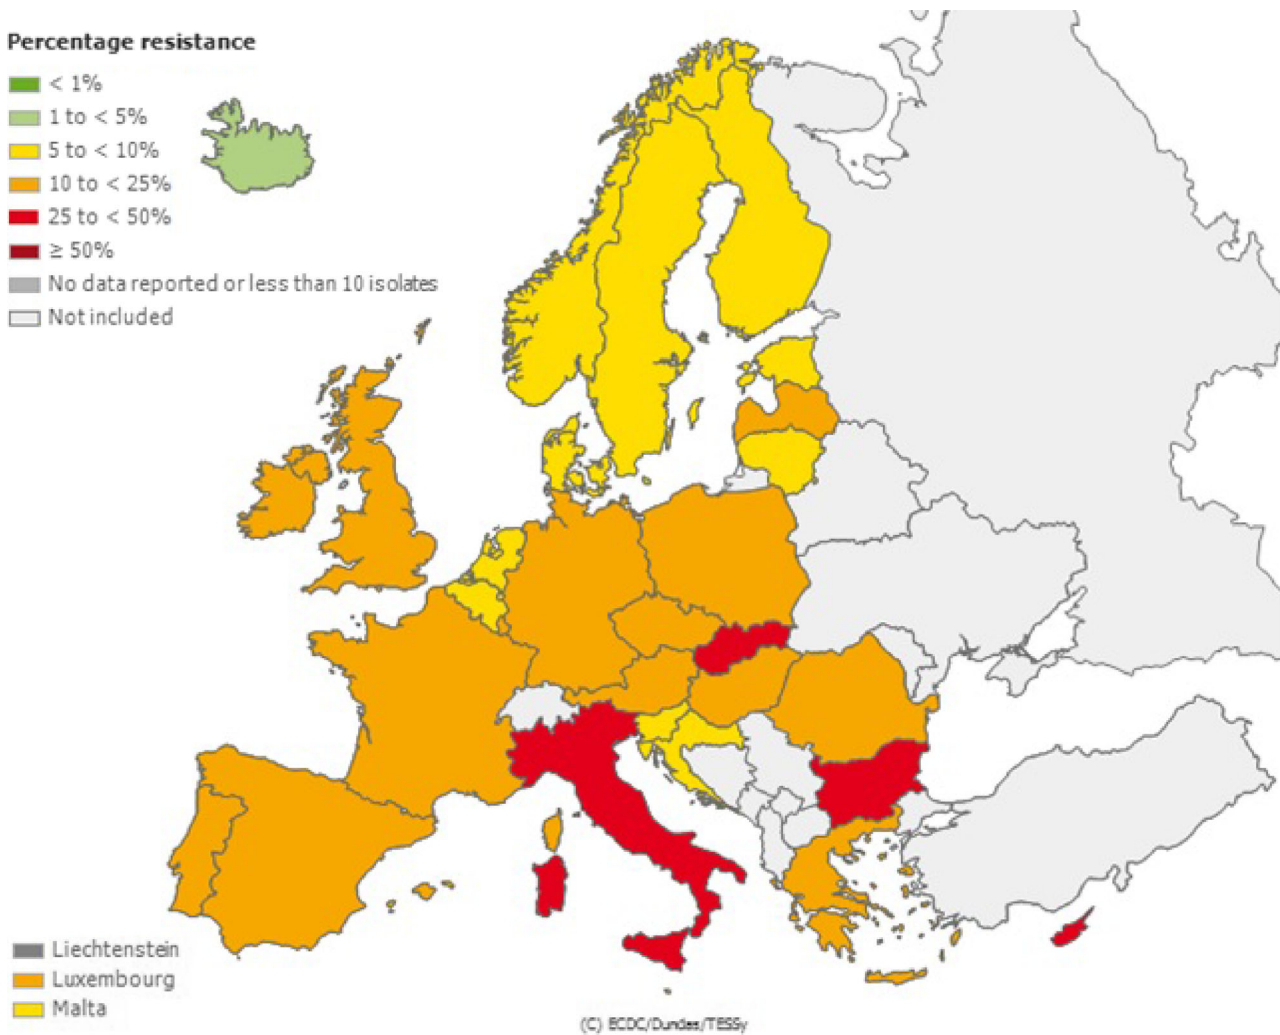 Percentage resistance
< 1%
1 to < 5%
5 to < 10%
10 to < 25%
25 to < 50%
≥ 50%
No data reported or less than 10 isolates
Not included
Liechtenstein
Luxembourg
Malta
(C) ECDC/Dundas/TESSy